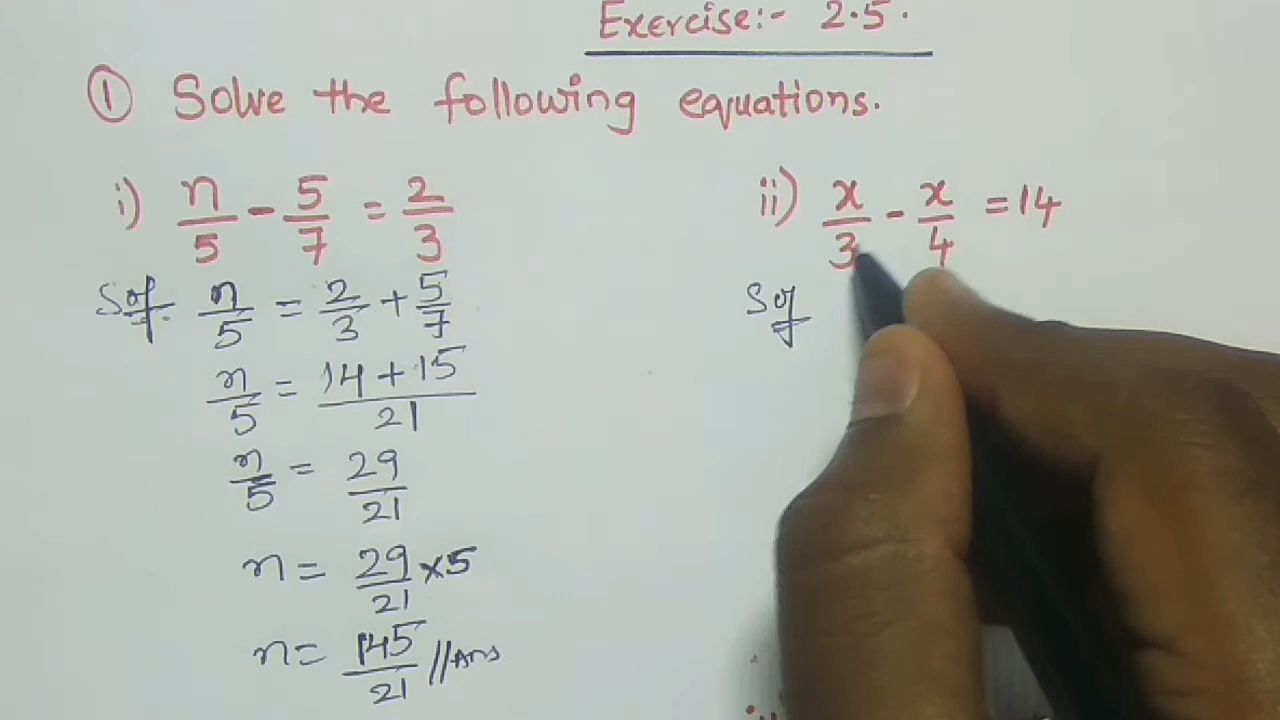 Exercise:- 2.5.
① Solve the following equations.
i) n/5 - 5/7 = 2/3
Sol. n/5 = 2/3 + 5/7
n/5 = 14+15/21
n/5 = 29/21
n = 29/21 ×5
n = 145/21 //Ans
ii) x/3 - x/4 = 14
Sol